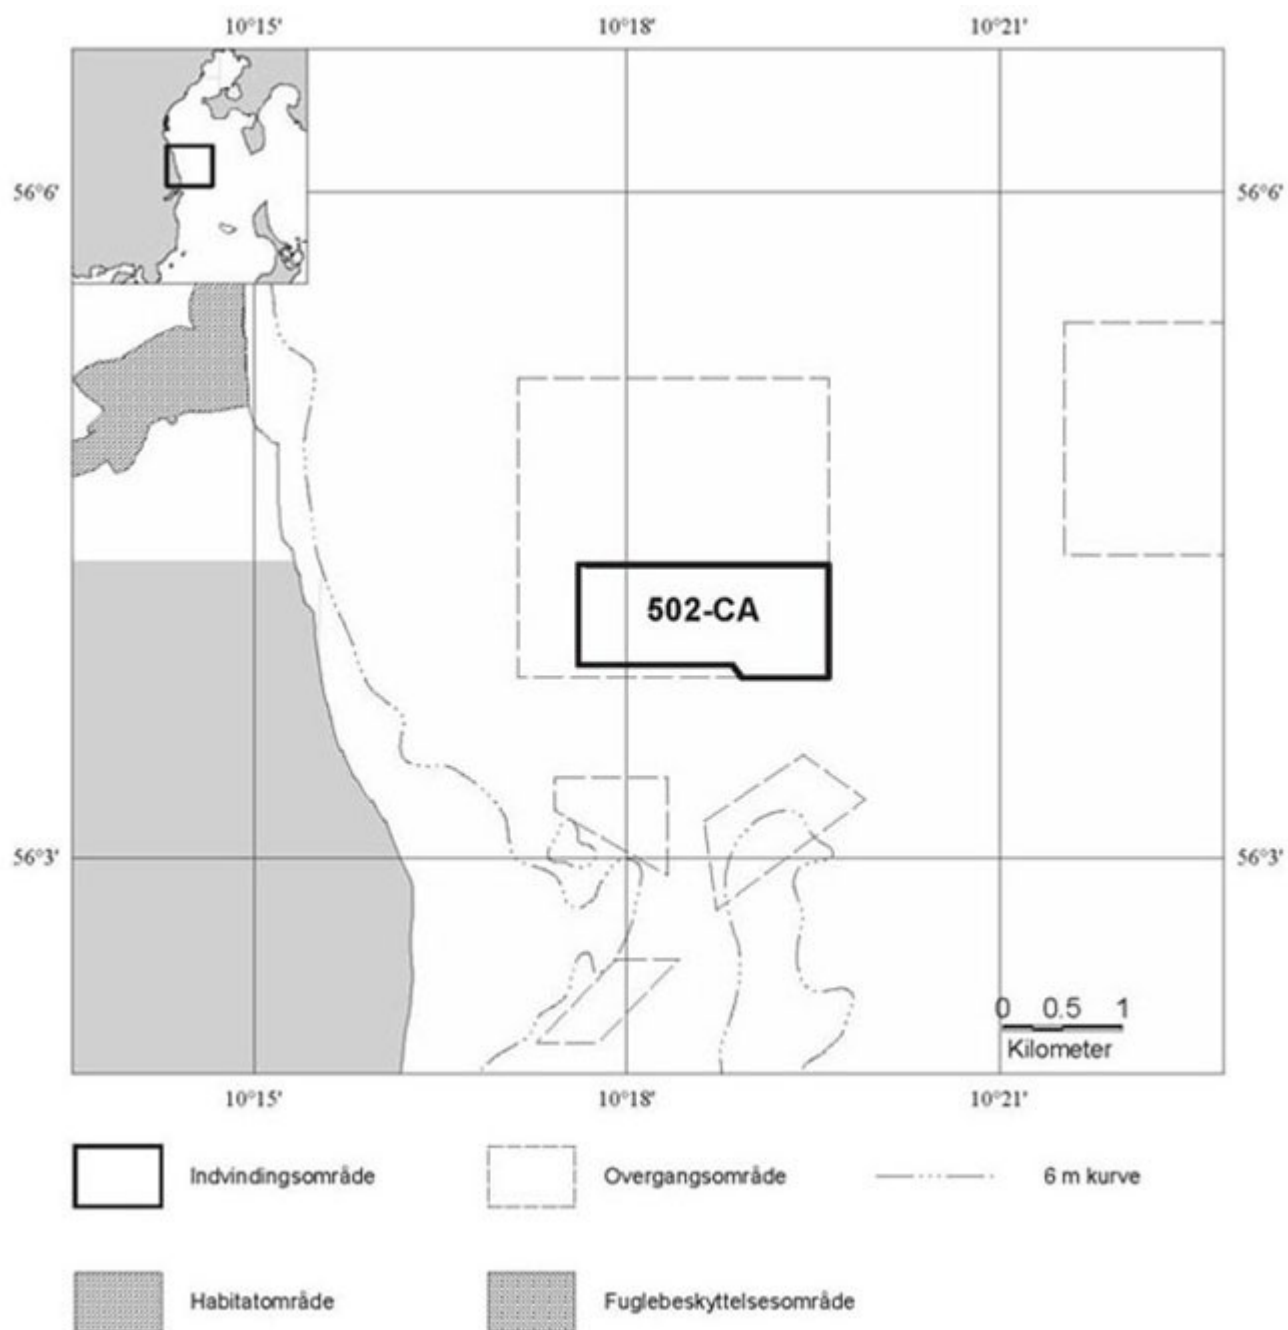 10°15' 10°18' 10°21'
56°6' 56°6'
502-CA
56°3' 56°3'
0 0.5 1
Kilometer
10°15' 10°18' 10°21'
Indvindingsområde Overgangsområde 6 m kurve
Habitatområde Fuglebeskyttelsesområde